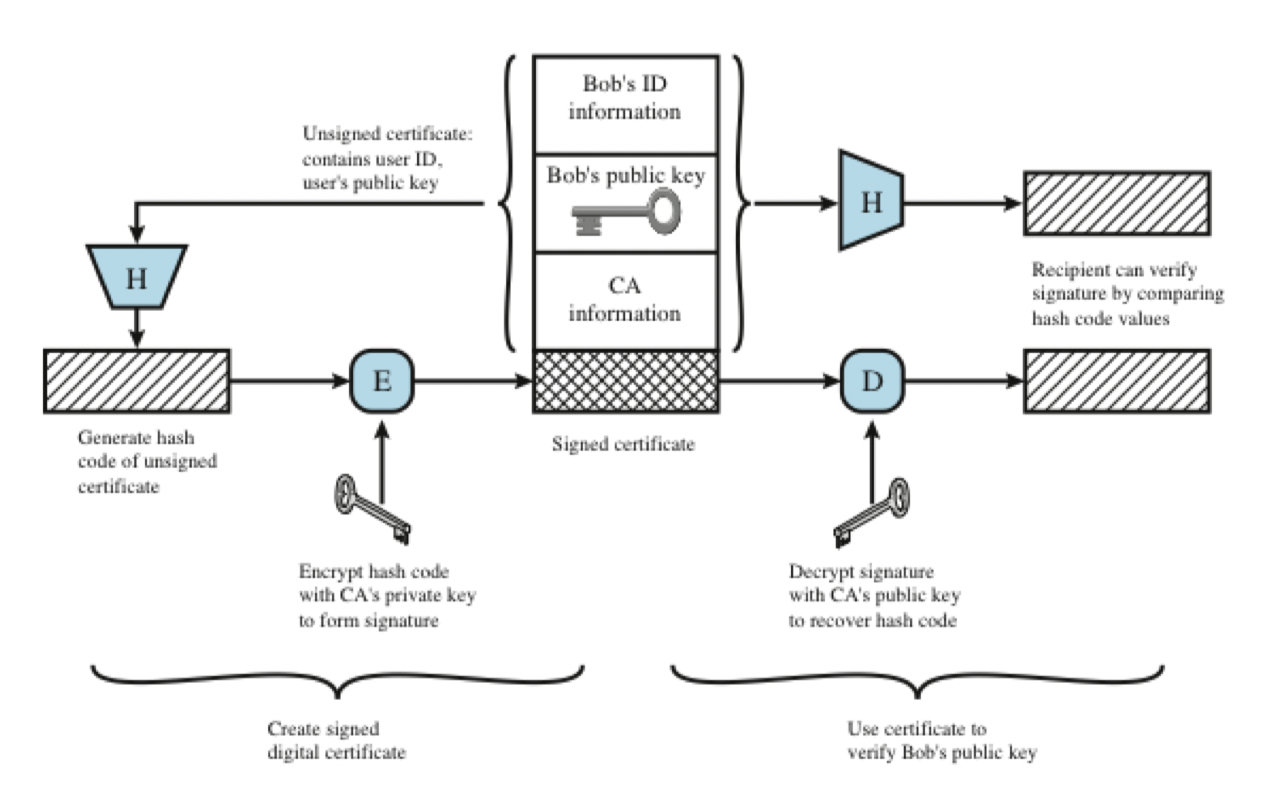 Bob's ID
information
Unsigned certificate:
contains user ID,
user's public key
Bob's public key
H
H
CA
information
Recipient can verify
signature by comparing
hash code values
E
D
Generate hash
code of unsigned
certificate
Signed certificate
Encrypt hash code
with CA's private key
to form signature
Decrypt signature
with CA's public key
to recover hash code
Create signed
digital certificate
Use certificate to
verify Bob's public key